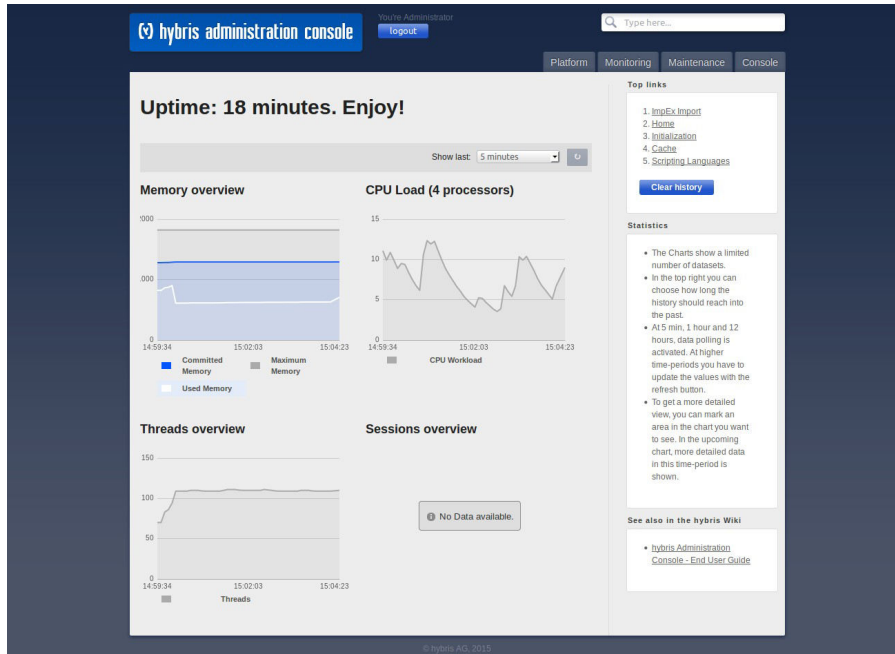 hybris administration console
You're Administrator
logout
Type here...
Platform
Monitoring
Maintenance
Console
Uptime: 18 minutes. Enjoy!
Show last:
5 minutes
Memory overview
2000
1000
0
14:59:34
15:02:03
15:04:23
Committed
Memory
Maximum
Memory
Used Memory
CPU Load (4 processors)
15
10
5
0
14:59:34
15:02:03
15:04:23
CPU Workload
Threads overview
150
100
50
0
14:59:34
15:02:03
15:04:23
Threads
Sessions overview
No Data available.
Top links
1. ImpEx Import
2. Home
3. Initialization
4. Cache
5. Scripting Languages
Clear history
Statistics
• The Charts show a limited
number of datasets.
• In the top right you can
choose how long the
history should reach into
the past.
• At 5 min, 1 hour and 12
hours, data polling is
activated. At higher
time-periods you have to
update the values with the
refresh button.
• To get a more detailed
view, you can mark an
area in the chart you want
to see. In the upcoming
chart, more detailed data
in this time-period is
shown.
See also in the hybris Wiki
• hybris Administration
Console - End User Guide
© hybris AG, 2015